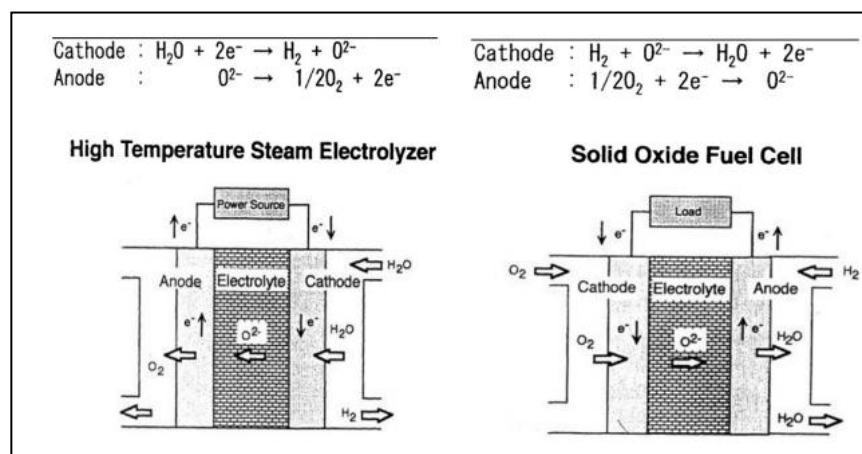 Cathode : H₂O + 2e⁻ → H₂ + O²⁻
Anode : O²⁻ → 1/2O₂ + 2e⁻
High Temperature Steam Electrolyzer
Power Source
e⁻
e⁻
H₂O
Anode
Electrolyte
Cathode
e⁻
O²⁻
e⁻
H₂O
O₂
H₂
Cathode : H₂ + O²⁻ → H₂O + 2e⁻
Anode : 1/2O₂ + 2e⁻ → O²⁻
Solid Oxide Fuel Cell
Load
e⁻
e⁻
O₂
H₂
Cathode
Electrolyte
Anode
e⁻
O²⁻
e⁻
H₂O
O₂
H₂O